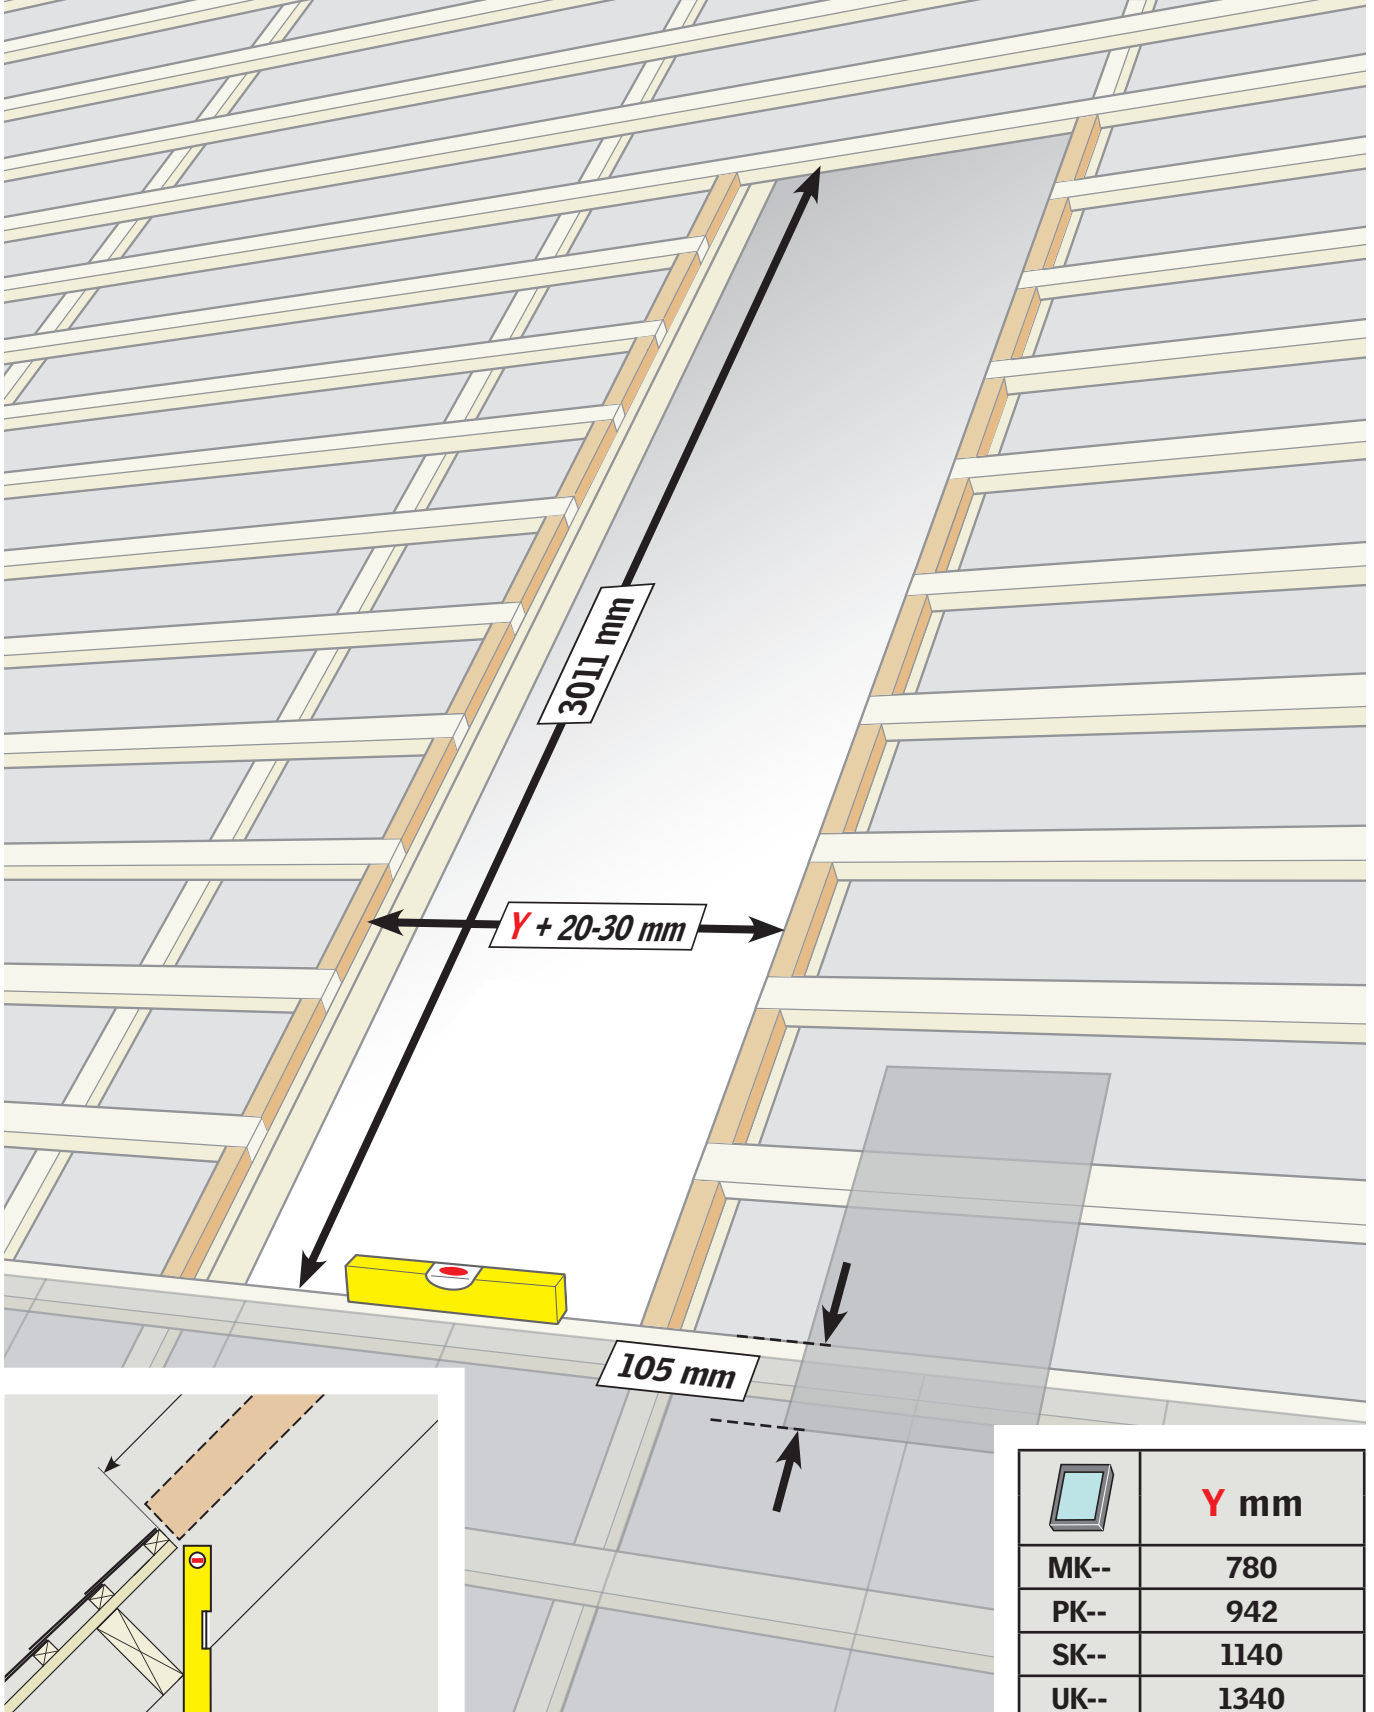 3011 mm
Y + 20-30 mm
105 mm
Y mm
MK-- 780
PK-- 942
SK-- 1140
UK-- 1340